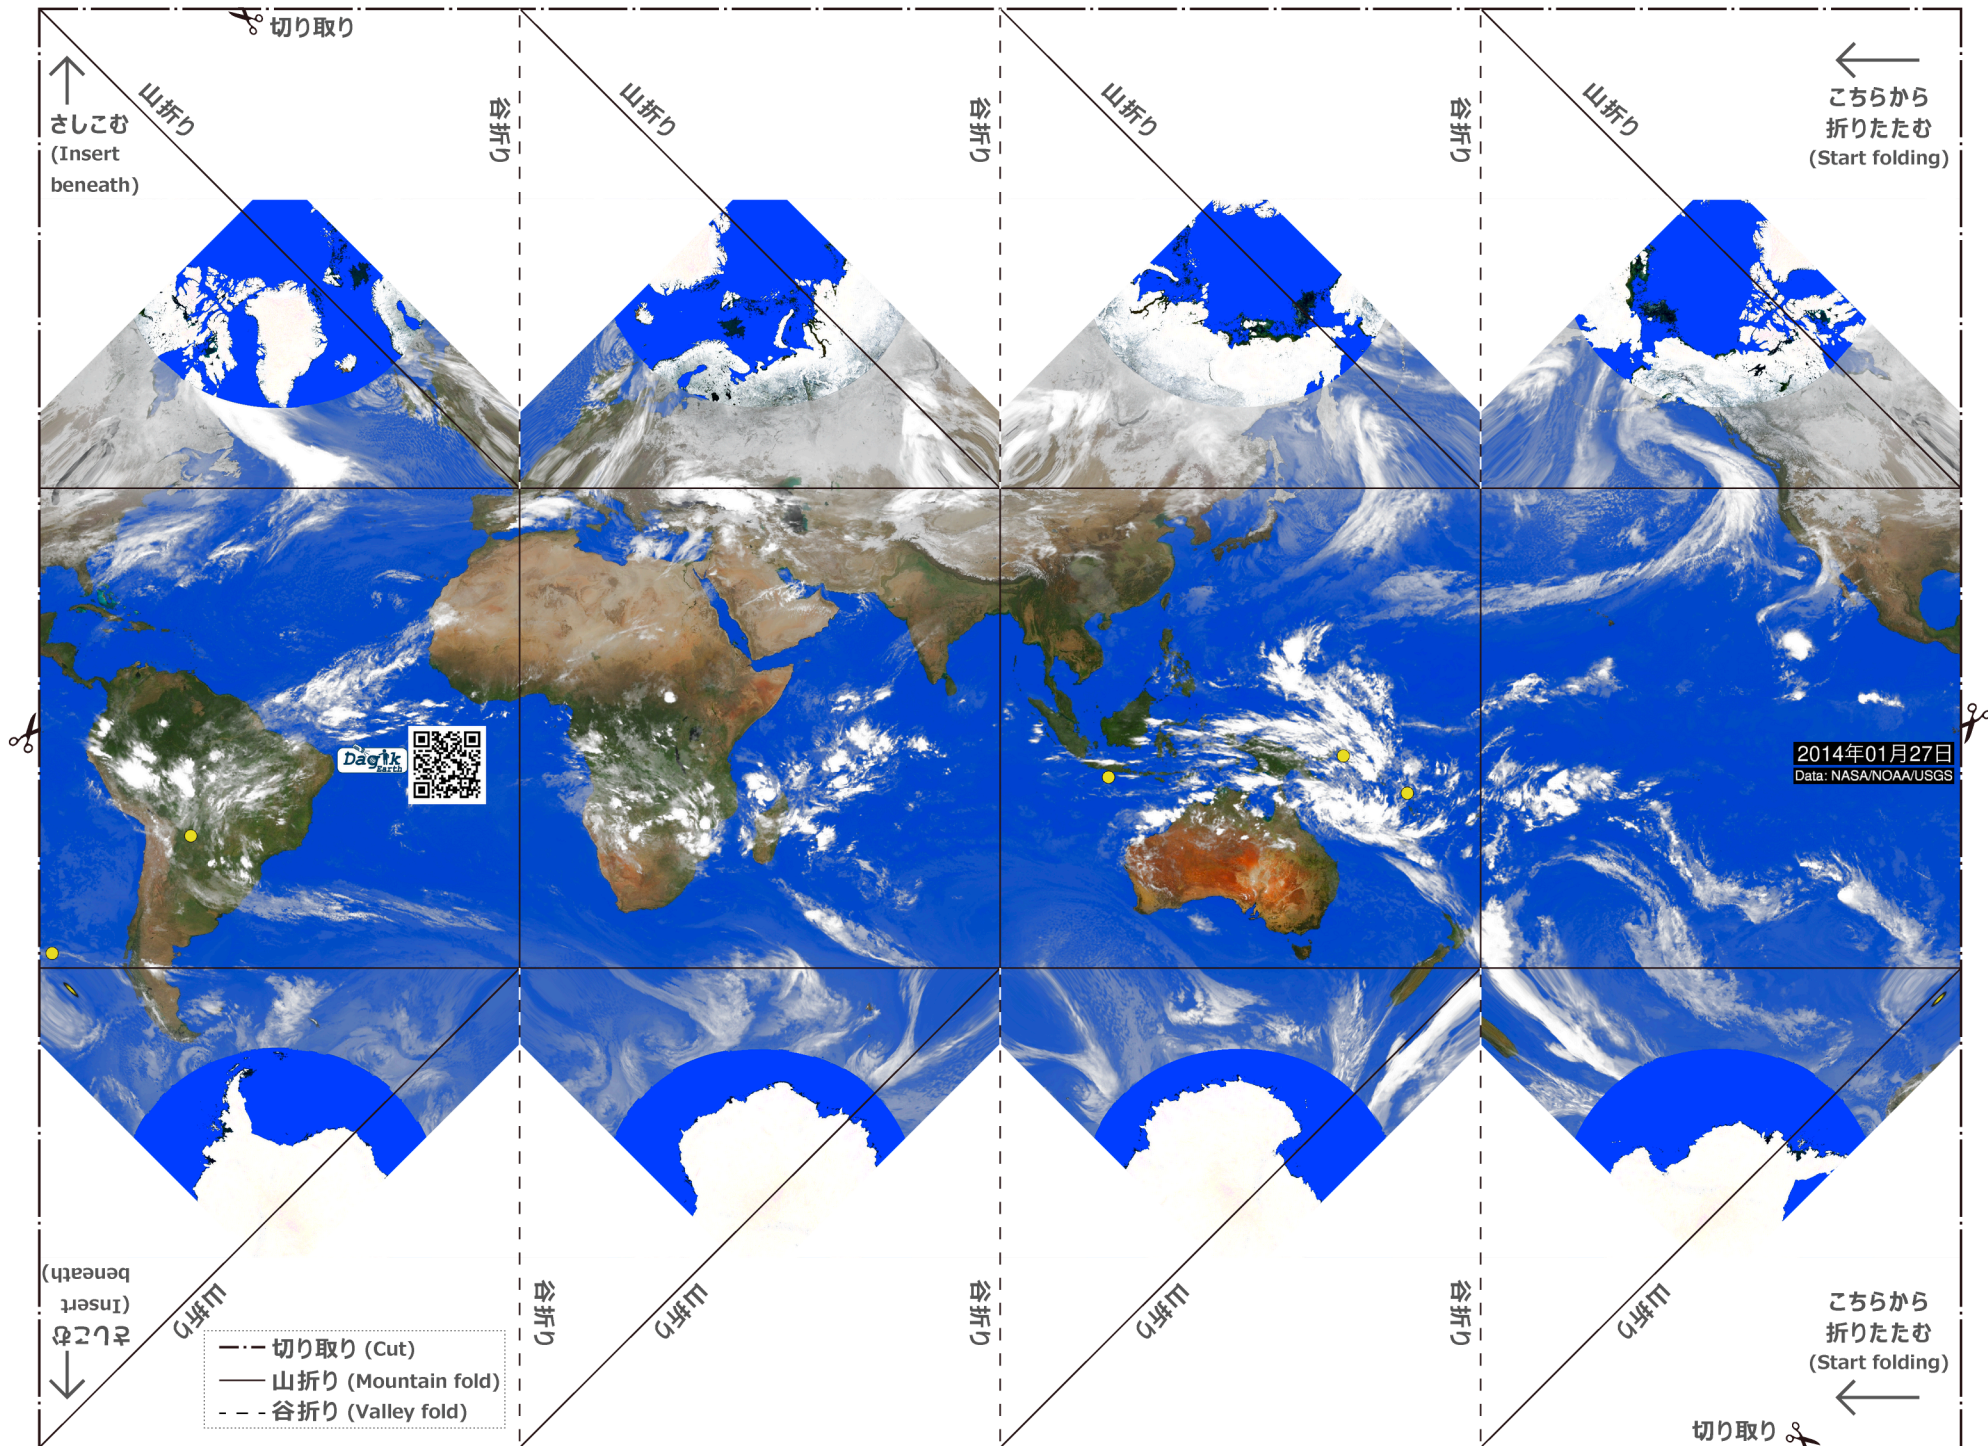 切り取り
さしこむ
(Insert
beneath)
山折り
谷折り
山折り
谷折り
山折り
谷折り
山折り
こちらから
折りたたむ
(Start folding)
Dagik
Earth
2014年01月27日
Data: NASA/NOAA/USGS
さしこむ
(Insert
beneath)
山折り
谷折り
山折り
谷折り
山折り
谷折り
山折り
こちらから
折りたたむ
(Start folding)
切り取り (Cut)
山折り (Mountain fold)
谷折り (Valley fold)
切り取り